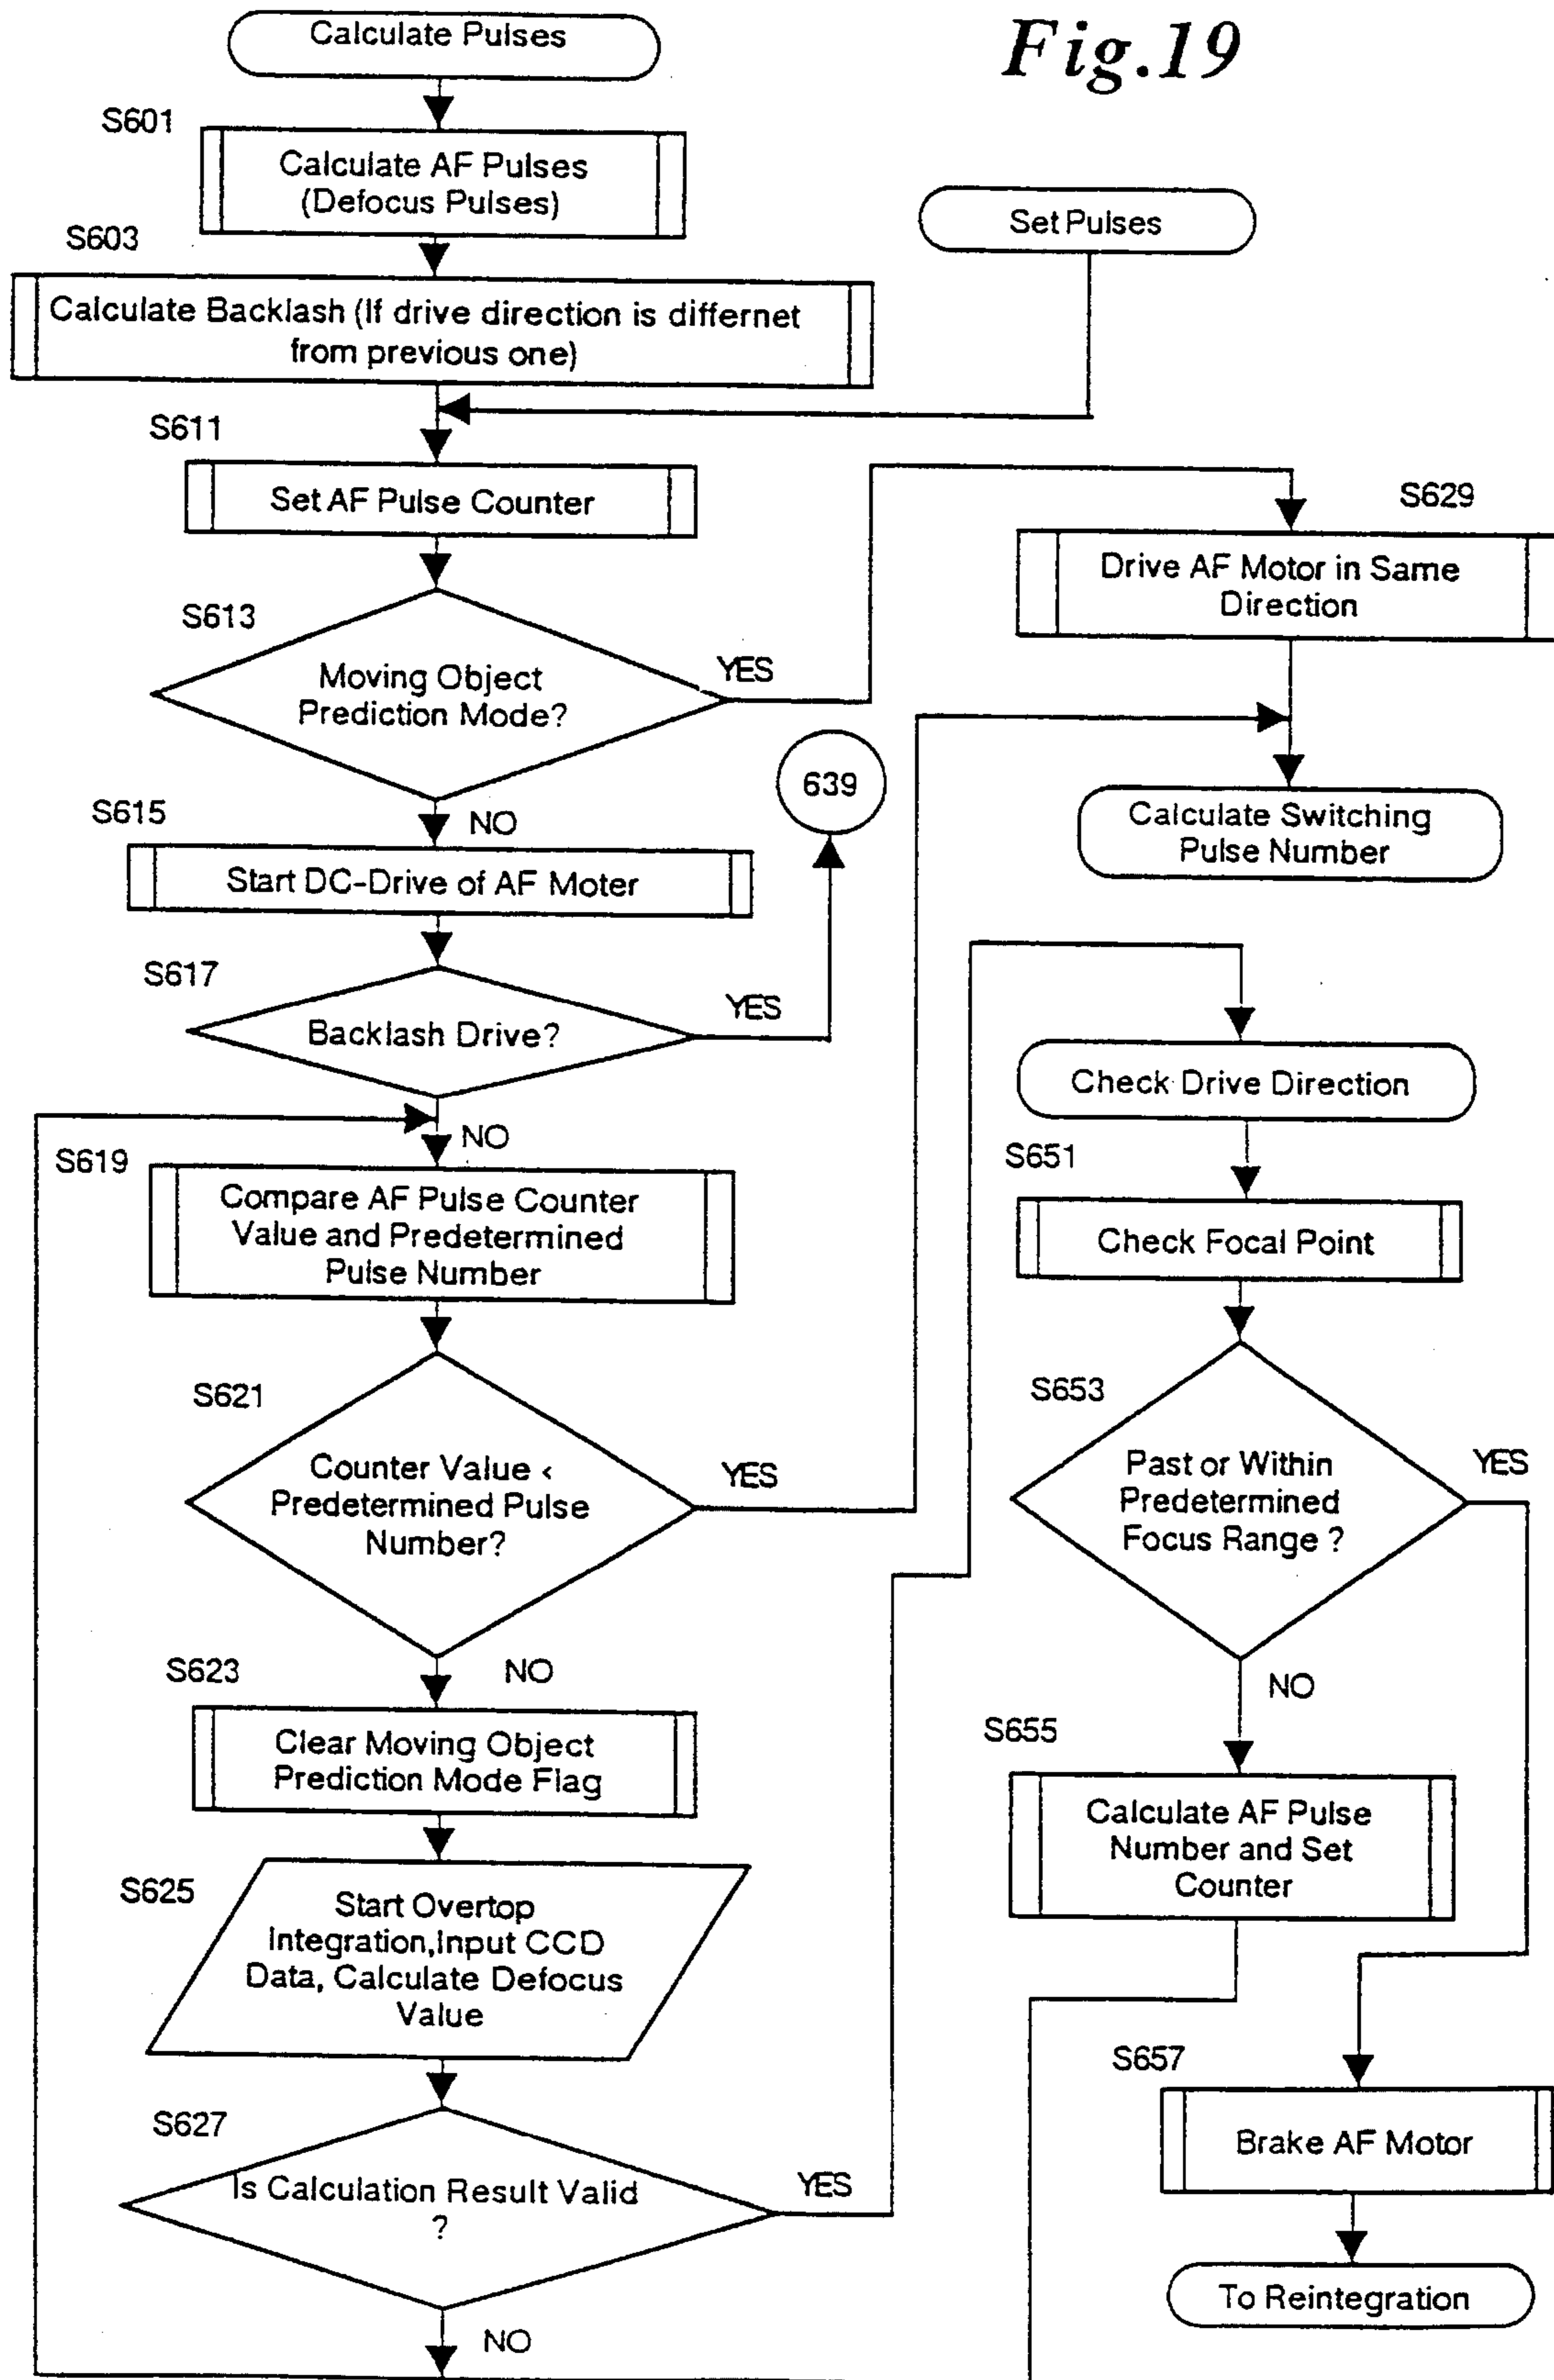 Fig.19
Calculate Pulses
S601
Calculate AF Pulses
(Defocus Pulses)
S603
Calculate Backlash (If drive direction is differnet
from previous one)
Set Pulses
S611
Set AF Pulse Counter
S613
Moving Object
Prediction Mode?
YES
NO
S629
Drive AF Motor in Same
Direction
Calculate Switching
Pulse Number
639
S615
Start DC-Drive of AF Moter
S617
Backlash Drive?
YES
NO
S619
Compare AF Pulse Counter
Value and Predetermined
Pulse Number
S621
Counter Value <
Predetermined Pulse
Number?
YES
NO
S623
Clear Moving Object
Prediction Mode Flag
S625
Start Overtop
Integration,Input CCD
Data, Calculate Defocus
Value
S627
Is Calculation Result Valid
?
YES
NO
Check Drive Direction
S651
Check Focal Point
S653
Past or Within
Predetermined
Focus Range ?
YES
NO
S655
Calculate AF Pulse
Number and Set
Counter
S657
Brake AF Motor
To Reintegration